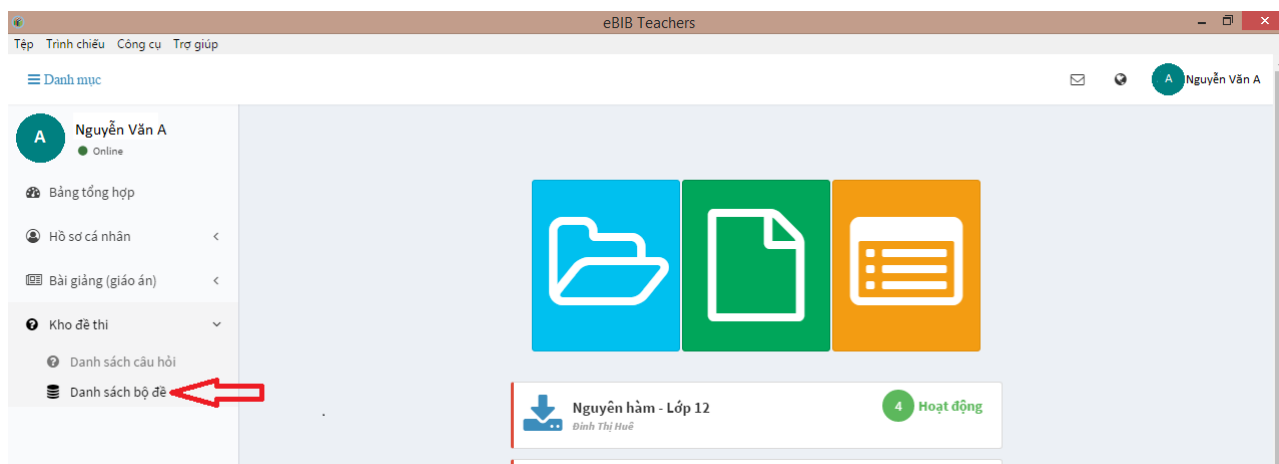 eBIB Teachers
Tệp Trình chiếu Công cụ Trợ giúp
Danh mục
A Nguyễn Văn A
A Nguyễn Văn A
Online
Bảng tổng hợp
Hồ sơ cá nhân
Bài giảng (giáo án)
Kho đề thi
Danh sách câu hỏi
Danh sách bộ đề
Nguyên hàm - Lớp 12
Đinh Thị Huế
4 Hoạt động